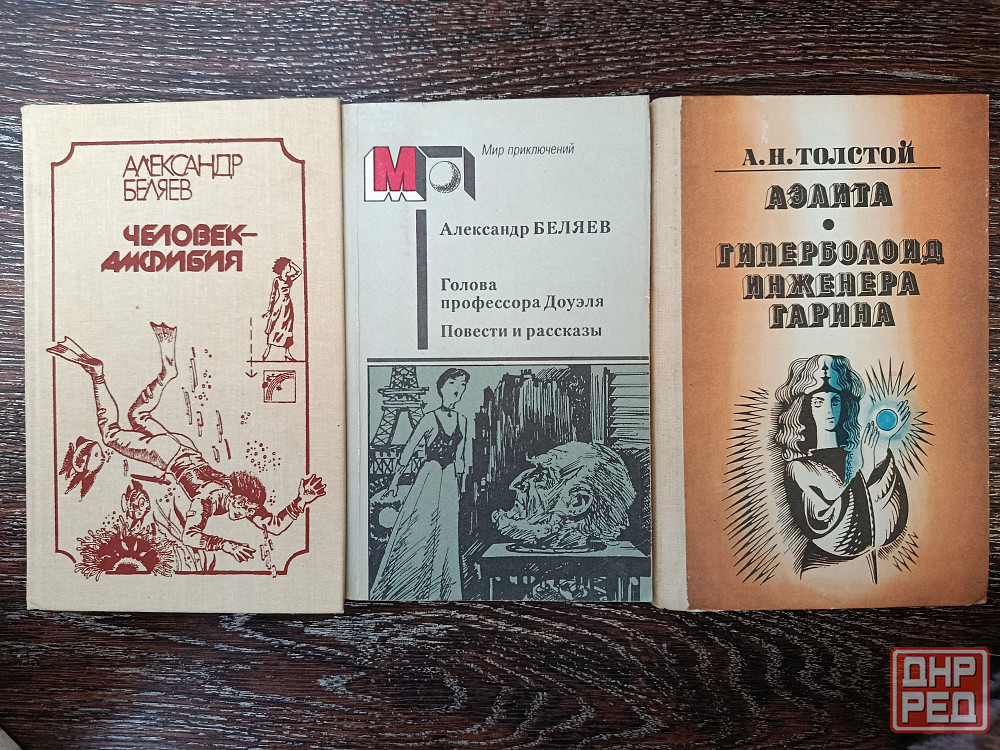 АЛЕКСАНДР
БЕЛЯЕВ
ЧЕЛОВЕК-
АМФИБИЯ
МП
Мир приключений
Александр БЕЛЯЕВ
Голова
профессора Доуэля
Повести и рассказы
А.Н.ТОЛСТОЙ
АЭЛИТА
•
ГИПЕРБОЛОИД
ИНЖЕНЕРА
ГАРИНА
ДНР
РЕД